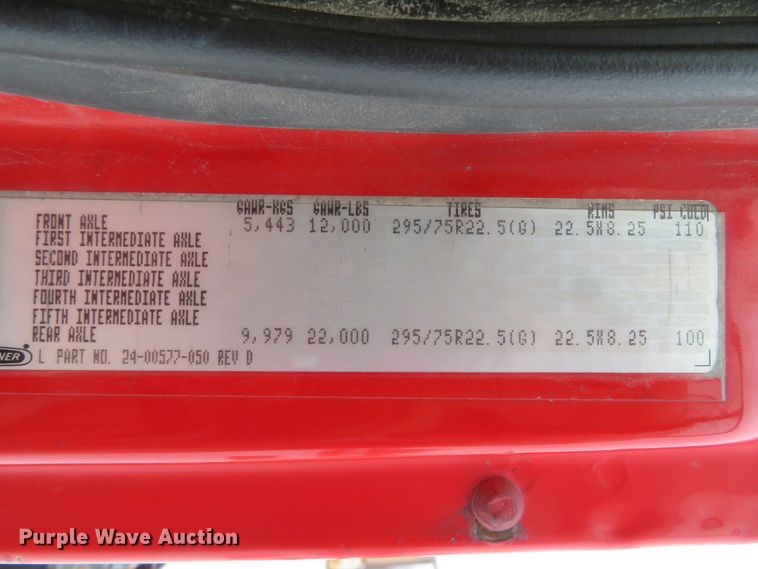 GAWR-KGS GAWR-LBS TIRES RIMS PSI COLD
FRONT AXLE 5,443 12,000 295/75R22.5(G) 22.5X8.25 110
FIRST INTERMEDIATE AXLE
SECOND INTERMEDIATE AXLE
THIRD INTERMEDIATE AXLE
FOURTH INTERMEDIATE AXLE
FIFTH INTERMEDIATE AXLE
REAR AXLE 9,979 22,000 295/75R22.5(G) 22.5X8.25 100
L PART NO. 24-00577-050 REV D
Purple Wave Auction